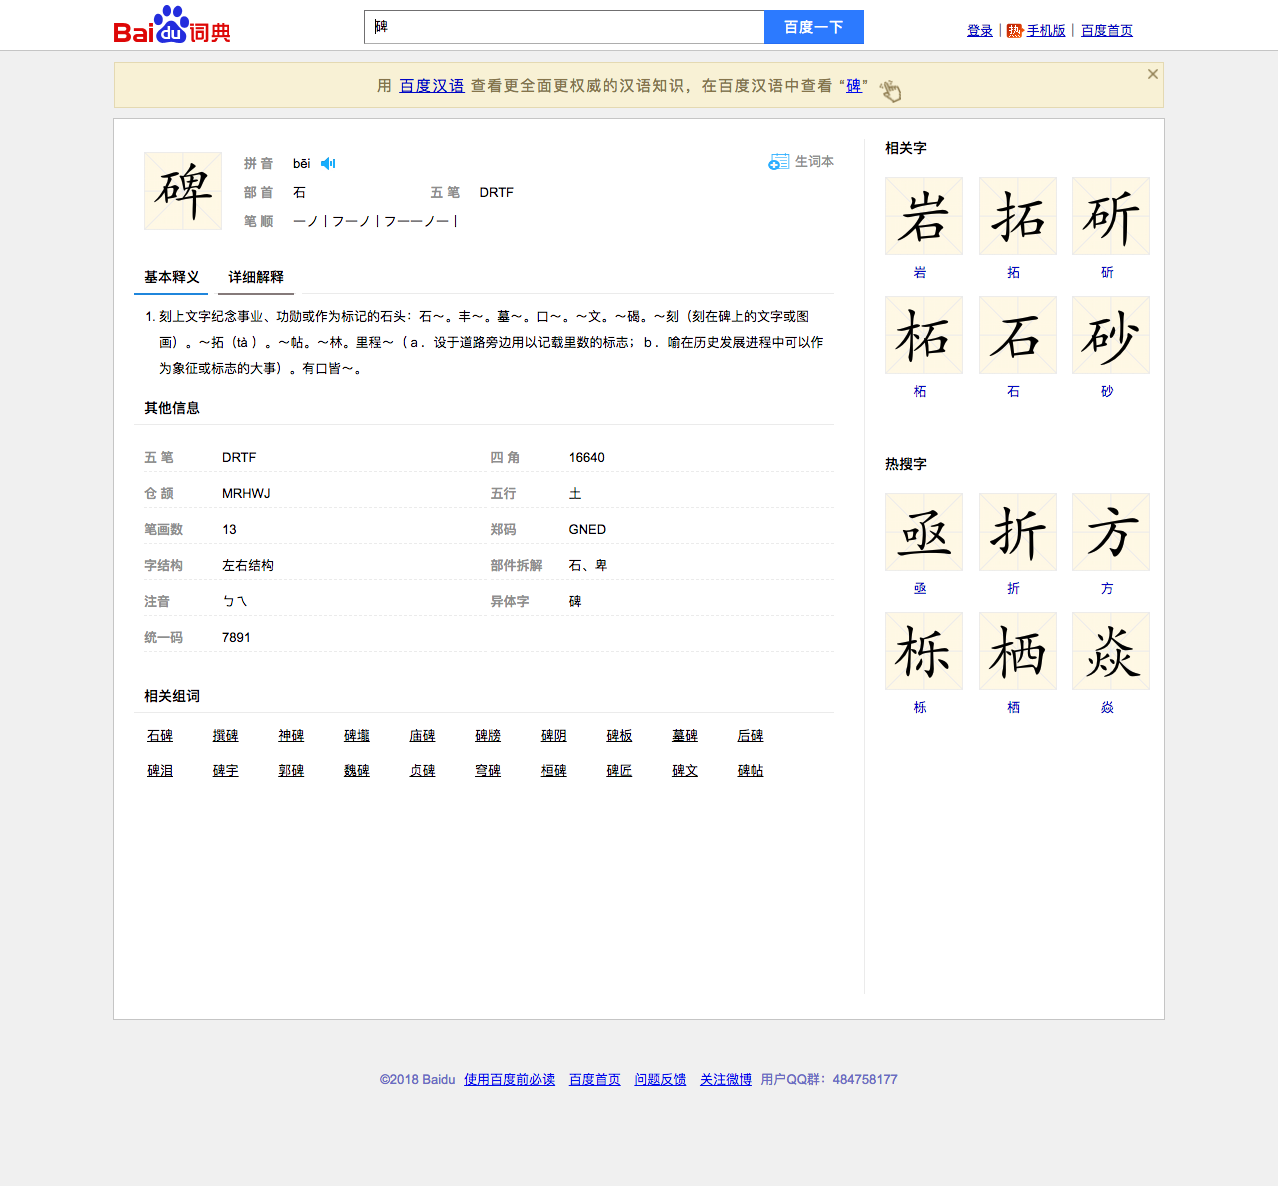 Bai du 词典
碑
百度一下
登录 | 热 手机版 | 百度首页
用 百度汉语 查看更全面更权威的汉语知识，在百度汉语中查看 “碑”
碑
拼 音 bēi
生词本
部 首 石 五 笔 DRTF
笔 顺 一ノ丨フ一ノ丨フ一一ノ一丨
基本释义 详细解释
1. 刻上文字纪念事业、功勋或作为标记的石头：石～。丰～。墓～。口～。～文。～碣。～刻（刻在碑上的文字或图
画）。～拓（tà ）。～帖。～林。里程～（ａ．设于道路旁边用以记载里数的标志；ｂ．喻在历史发展进程中可以作
为象征或标志的大事）。有口皆～。
其他信息
五 笔 DRTF 四 角 16640
仓 颉 MRHWJ 五行 土
笔画数 13 郑码 GNED
字结构 左右结构 部件拆解 石、卑
注音 ㄅㄟ 异体字 碑
统一码 7891
相关组词
石碑 撰碑 神碑 碑壠 庙碑 碑牓 碑阴 碑板 墓碑 后碑
碑泪 碑字 郭碑 魏碑 贞碑 穹碑 桓碑 碑匠 碑文 碑帖
相关字
岩 拓 斫
岩 拓 斫
柘 石 砂
柘 石 砂
热搜字
亟 折 方
亟 折 方
栎 栖 焱
栎 栖 焱
©2018 Baidu 使用百度前必读 百度首页 问题反馈 关注微博 用户QQ群：484758177